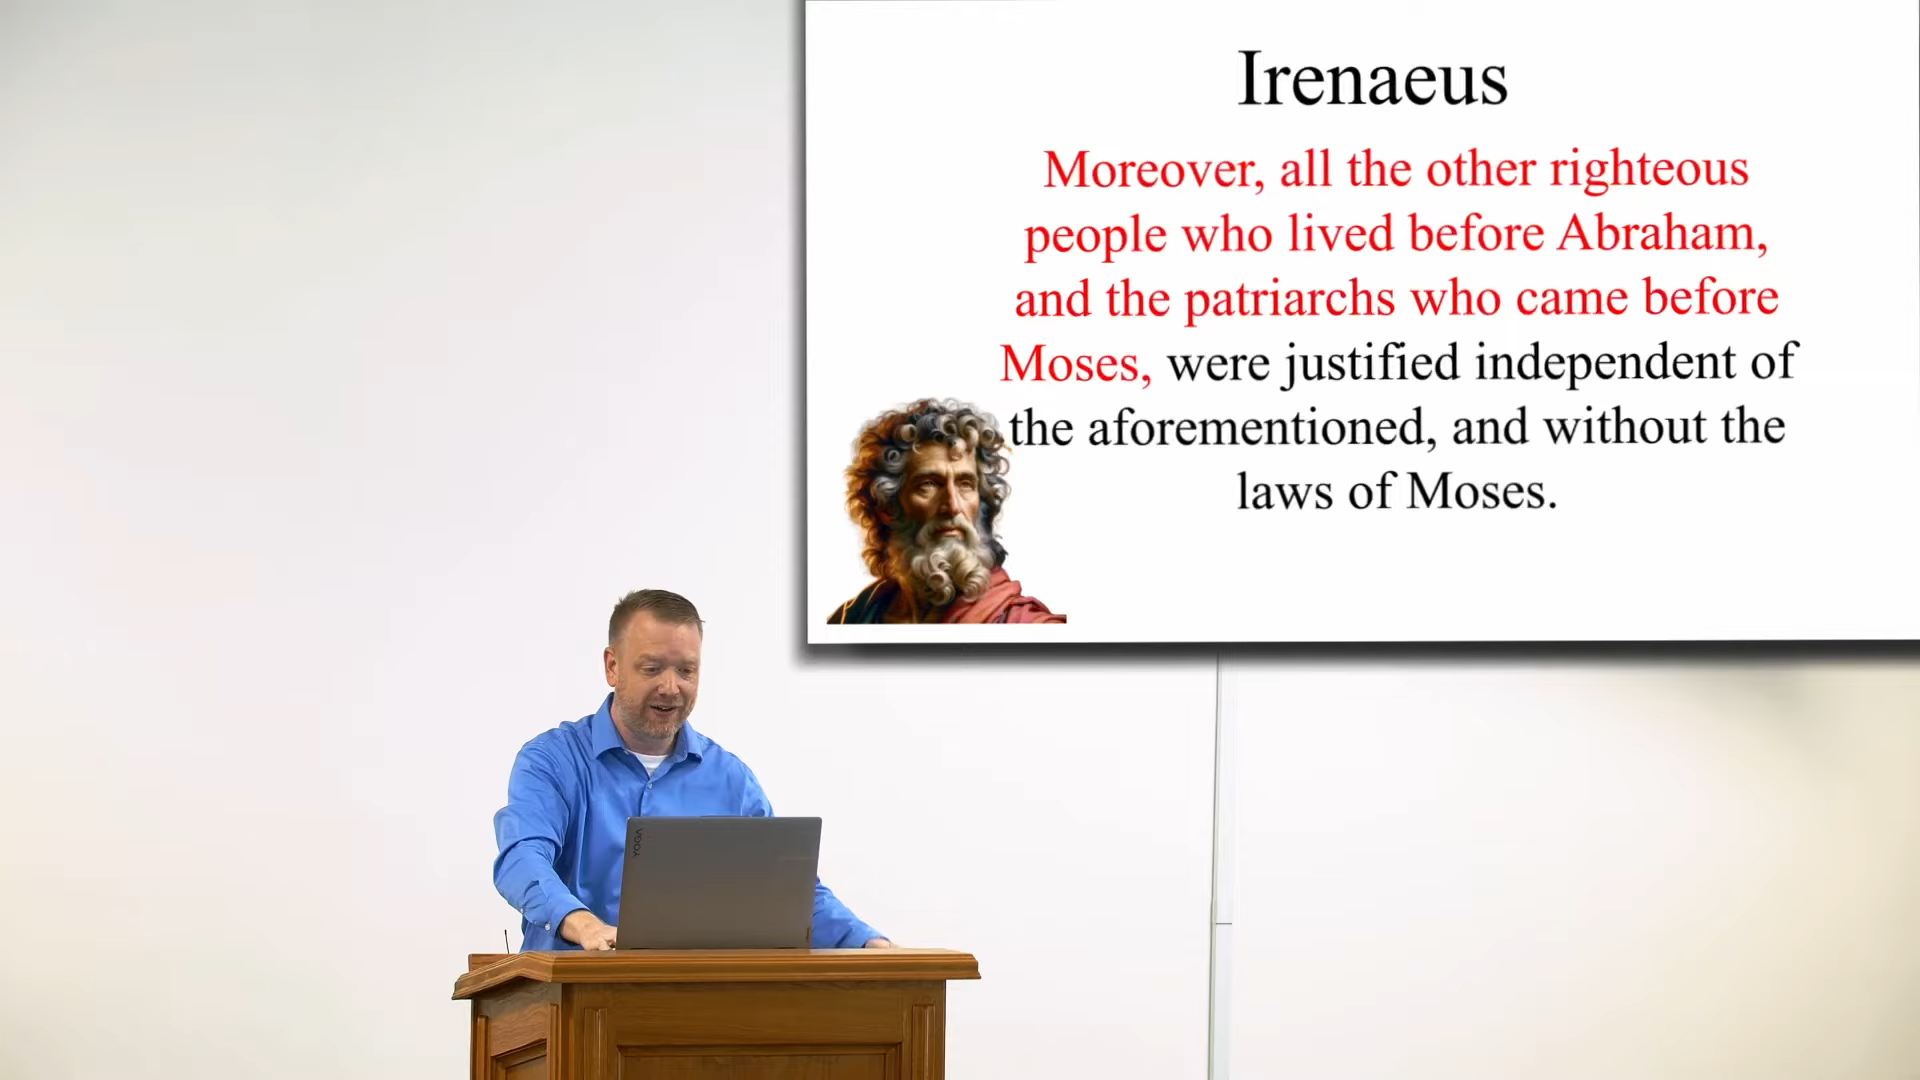 Irenaeus
Moreover, all the other righteous
people who lived before Abraham,
and the patriarchs who came before
Moses, were justified independent of
the aforementioned, and without the
laws of Moses.
YOGA